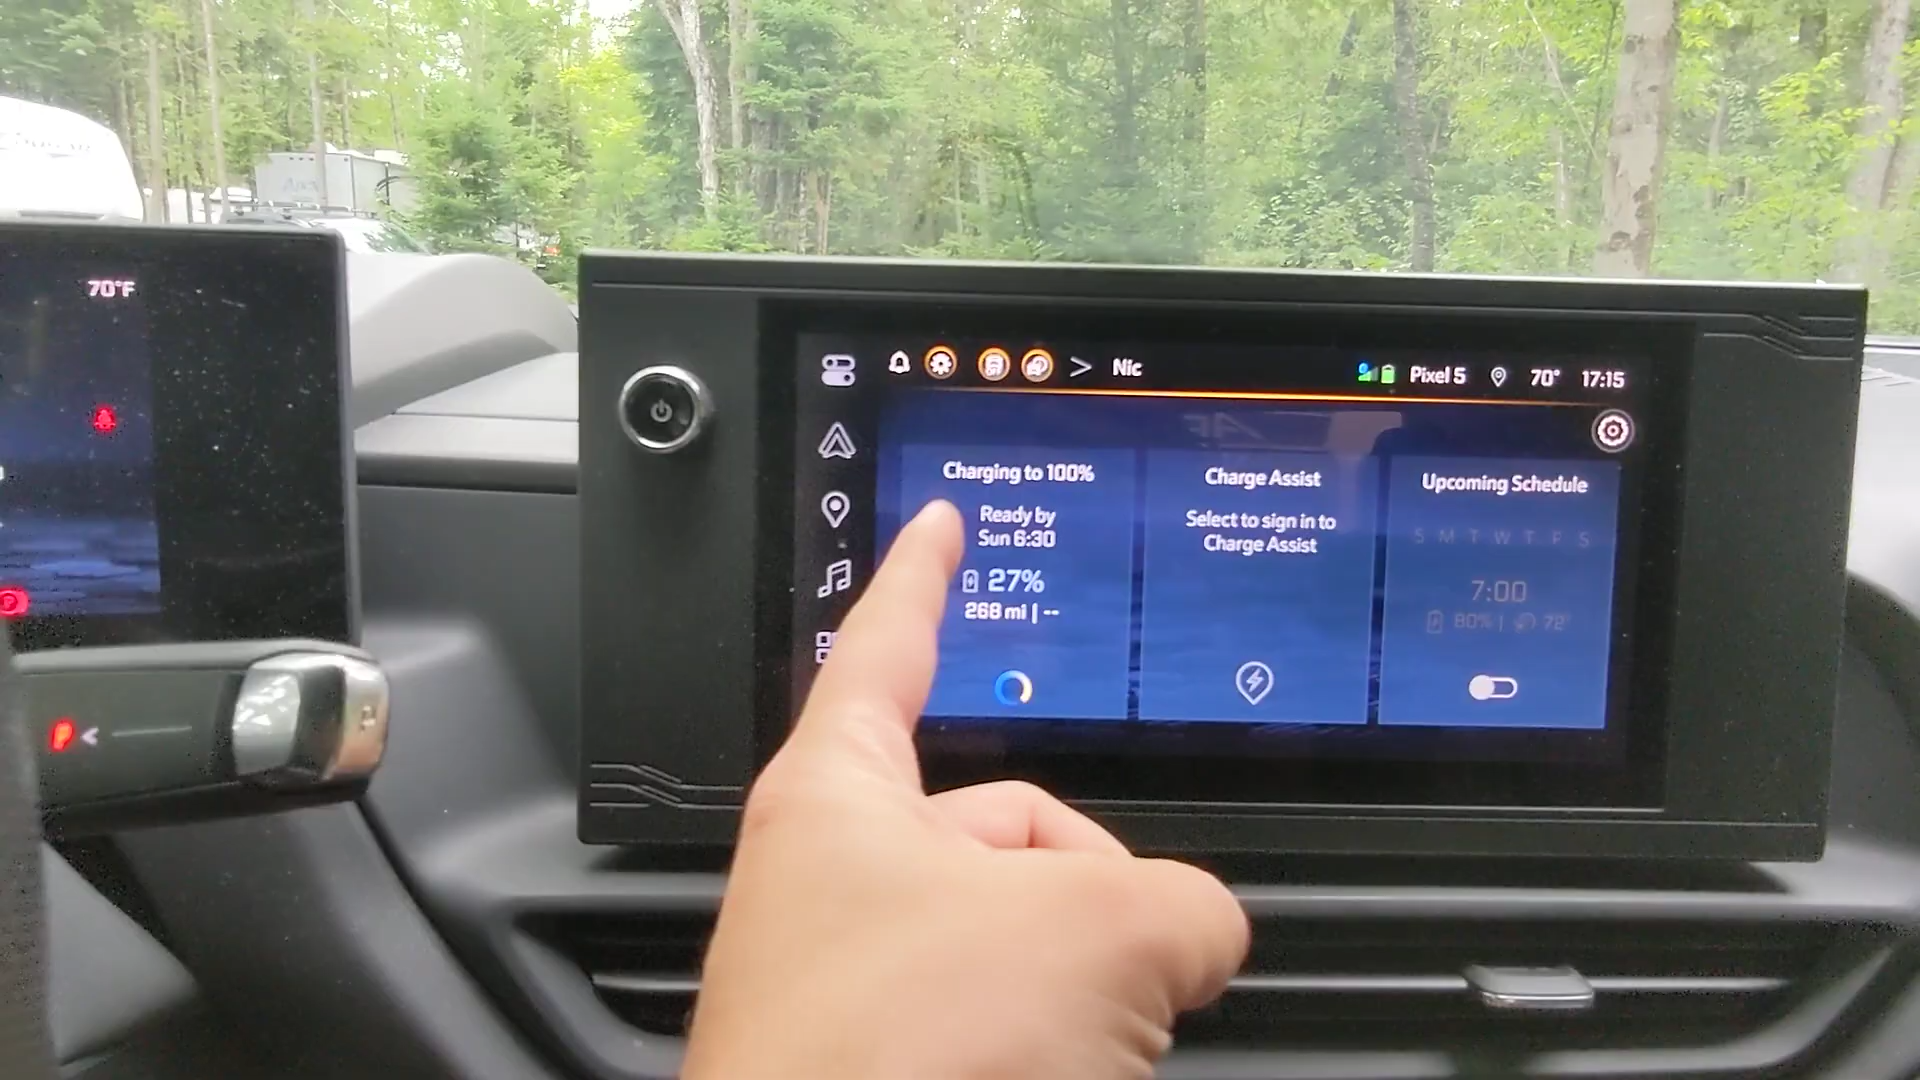 70°F
P
Nic
Pixel 5
70°
17:15
Charging to 100%
Ready by
Sun 6:30
27%
268 mi | --
Charge Assist
Select to sign in to
Charge Assist
Upcoming Schedule
S M T W T F S
7:00
80% | 72°
P